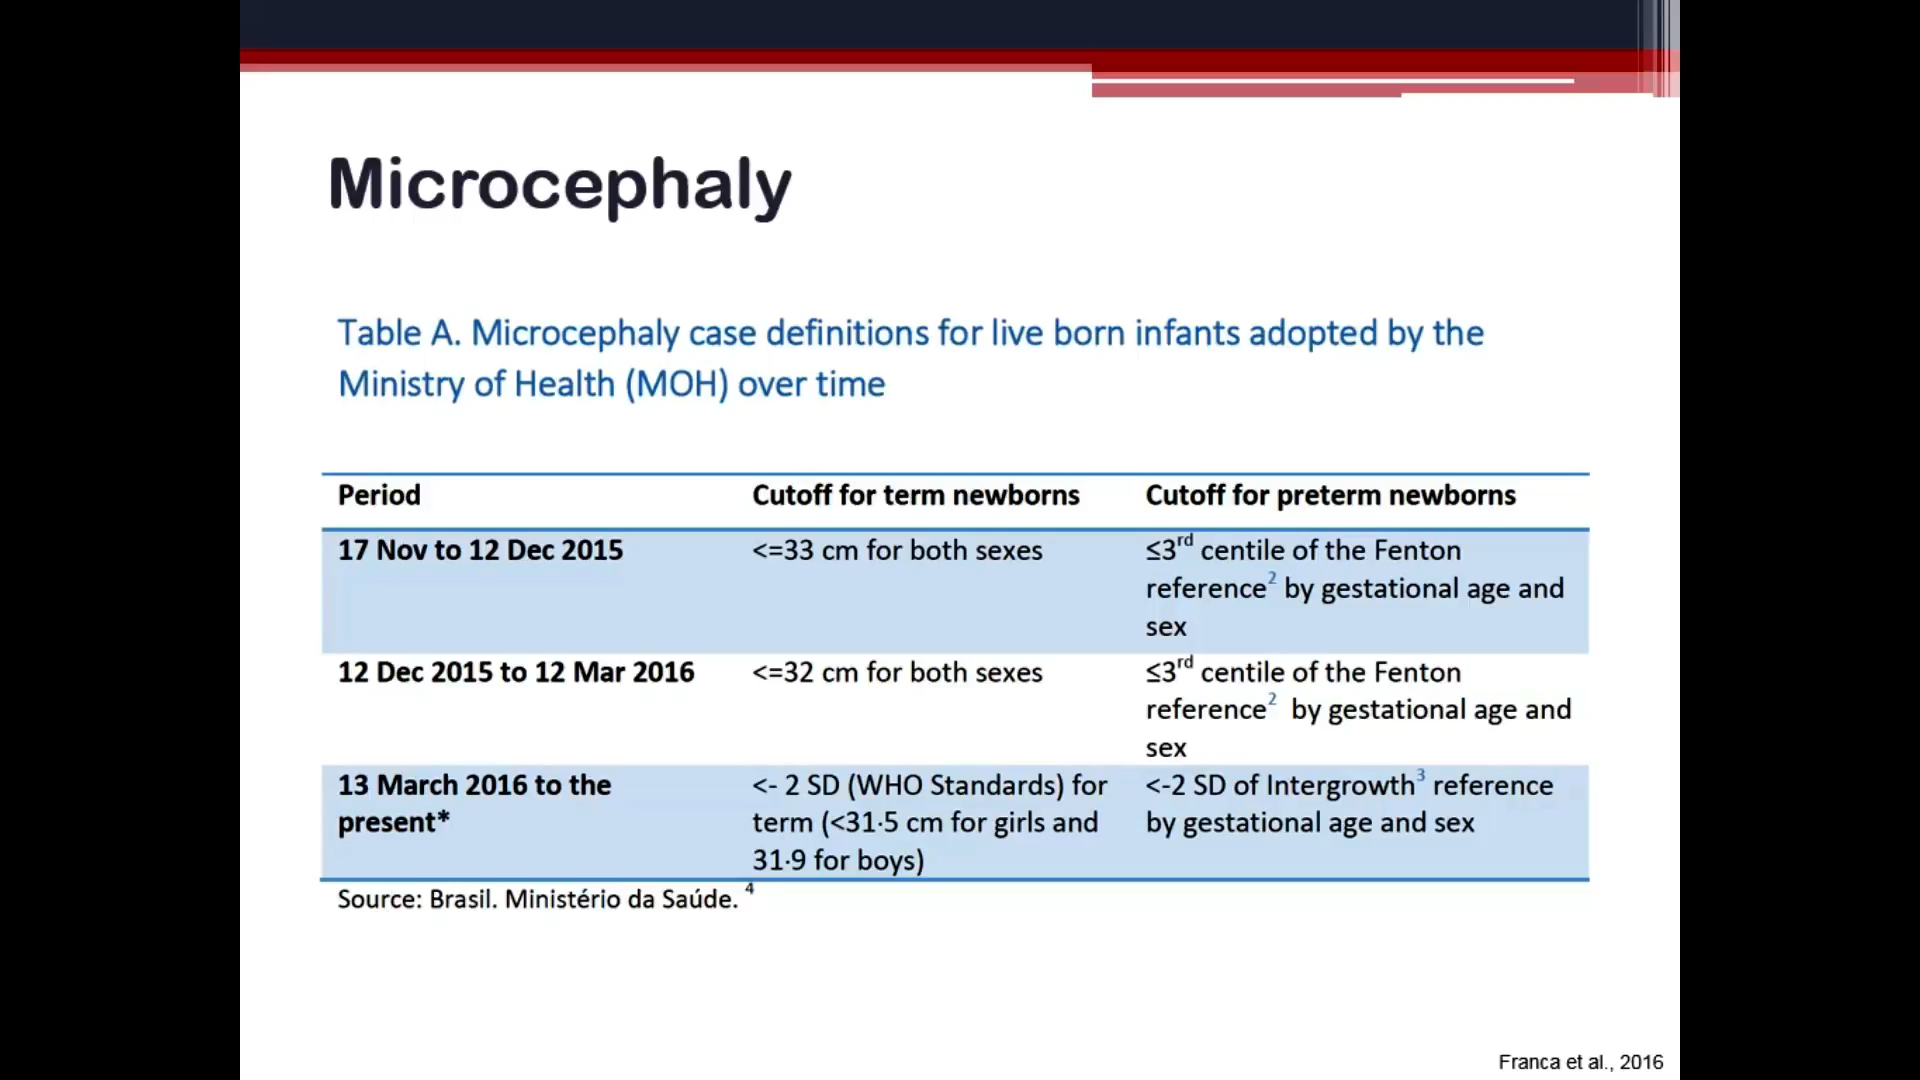 Microcephaly
Table A. Microcephaly case definitions for live born infants adopted by the
Ministry of Health (MOH) over time
Period Cutoff for term newborns Cutoff for preterm newborns
17 Nov to 12 Dec 2015 <=33 cm for both sexes ≤3rd centile of the Fenton
reference2 by gestational age and
sex
12 Dec 2015 to 12 Mar 2016 <=32 cm for both sexes ≤3rd centile of the Fenton
reference2 by gestational age and
sex
13 March 2016 to the <- 2 SD (WHO Standards) for <-2 SD of Intergrowth3 reference
present* term (<31·5 cm for girls and by gestational age and sex
31·9 for boys)
Source: Brasil. Ministério da Saúde. 4
Franca et al., 2016